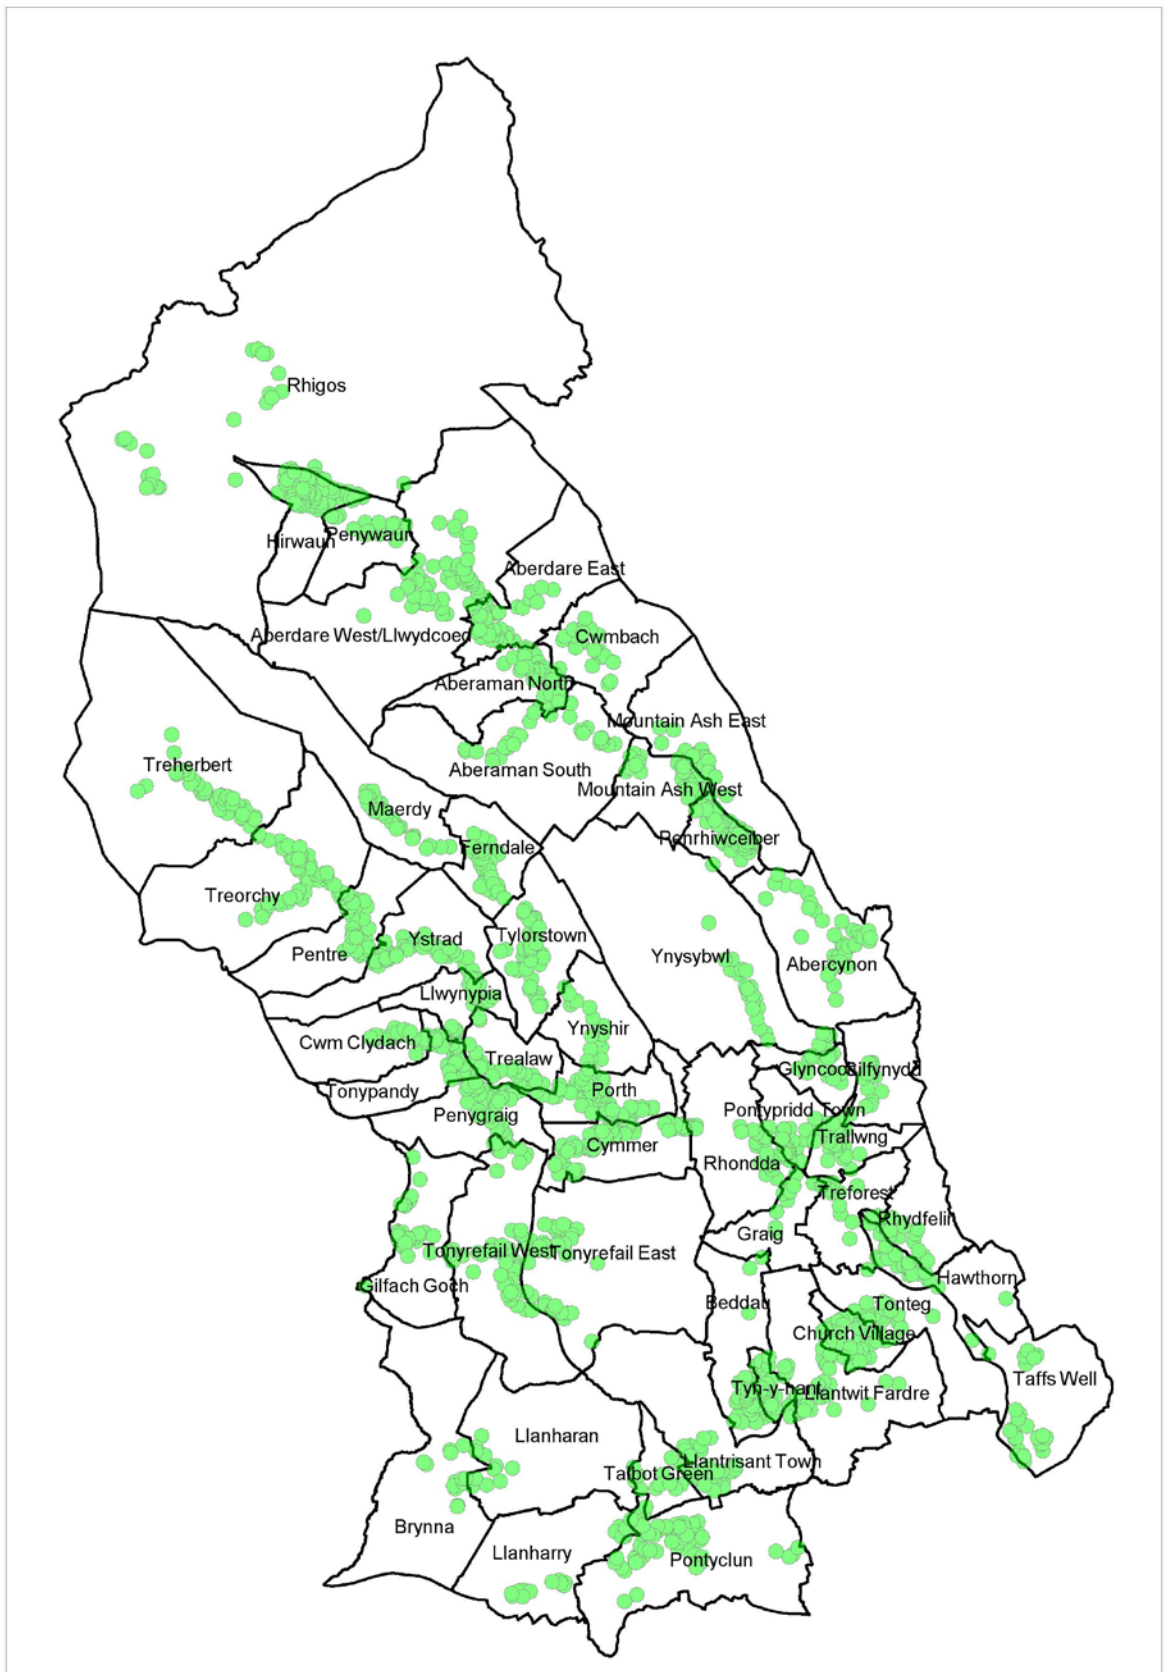 Rhigos
Hirwaun
Penywaun
Aberdare East
Aberdare West/Llwydcoed
Cwmbach
Aberaman North
Mountain Ash East
Treherbert
Aberaman South
Mountain Ash West
Maerdy
Ferndale
Penrhiwceiber
Treorchy
Tylorstown
Ystrad
Pentre
Ynysybwl
Abercynon
Llwynypia
Ynyshir
Cwm Clydach
Trealaw
Glyncoch
Cilfynydd
Tonypandy
Porth
Penygraig
Pontypridd Town
Cymmer
Trallwng
Rhondda
Treforest
Rhydfelin
Graig
Tonyrefail West
Tonyrefail East
Gilfach Goch
Hawthorn
Beddau
Tonteg
Church Village
Taffs Well
Tyn-y-nant
Llantwit Fardre
Llanharan
Llantrisant Town
Talbot Green
Brynna
Llanharry
Pontyclun